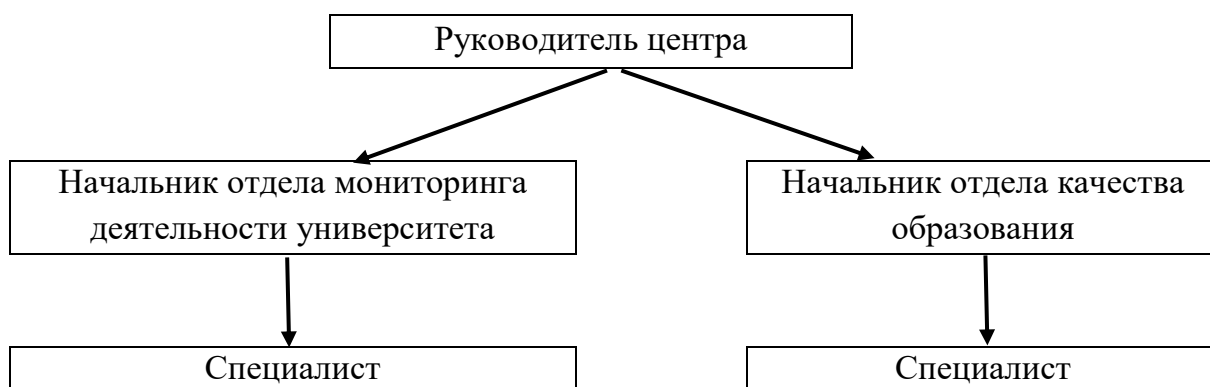 Руководитель центра
Начальник отдела мониторинга
деятельности университета
Начальник отдела качества
образования
Специалист
Специалист